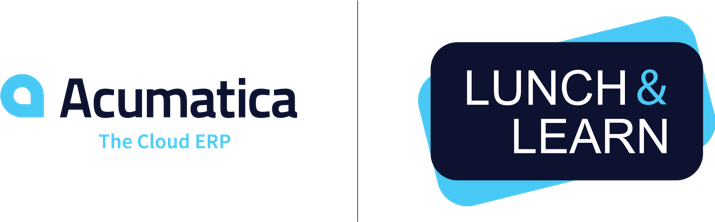 Acumatica
The Cloud ERP
LUNCH &
LEARN